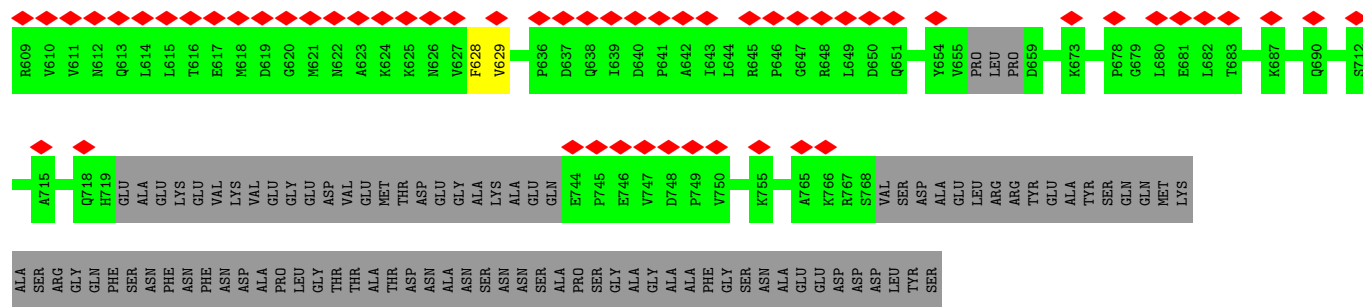 R609 V610 V611 N612 Q613 L614 L615 T616 E617 M618 D619 G620 M621 N622 A623 K624 K625 N626 V627 F628 V629 P636 D637 Q638 I639 D640 P641 A642 I643 L644 R645 P646 G647 R648 L649 D650 Q651 Y654 V655 PRO LEU PRO D659 K673 P678 G679 L680 E681 L682 T683 K687 Q690 S712
A715 Q718 H719 GLU ALA GLU LYS GLU VAL LYS VAL GLU GLY GLU ASP VAL GLU MET THR ASP GLU GLY ALA LYS ALA GLU GLN E744 P745 E746 V747 D748 P749 V750 K755 A765 K766 R767 S768 VAL SER ASP ALA GLU LEU ARG ARG TYR GLU ALA TYR SER GLN GLN MET LYS
ALA SER ARG GLY GLN PHE SER ASN PHE ASN PHE ASN ASP ALA PRO LEU GLY THR THR ALA THR ASP ASN ALA ASN SER ASN ASN SER ALA PRO SER GLY ALA GLY ALA ALA PHE GLY SER ASN ALA GLU GLU ASP ASP ASP LEU TYR SER